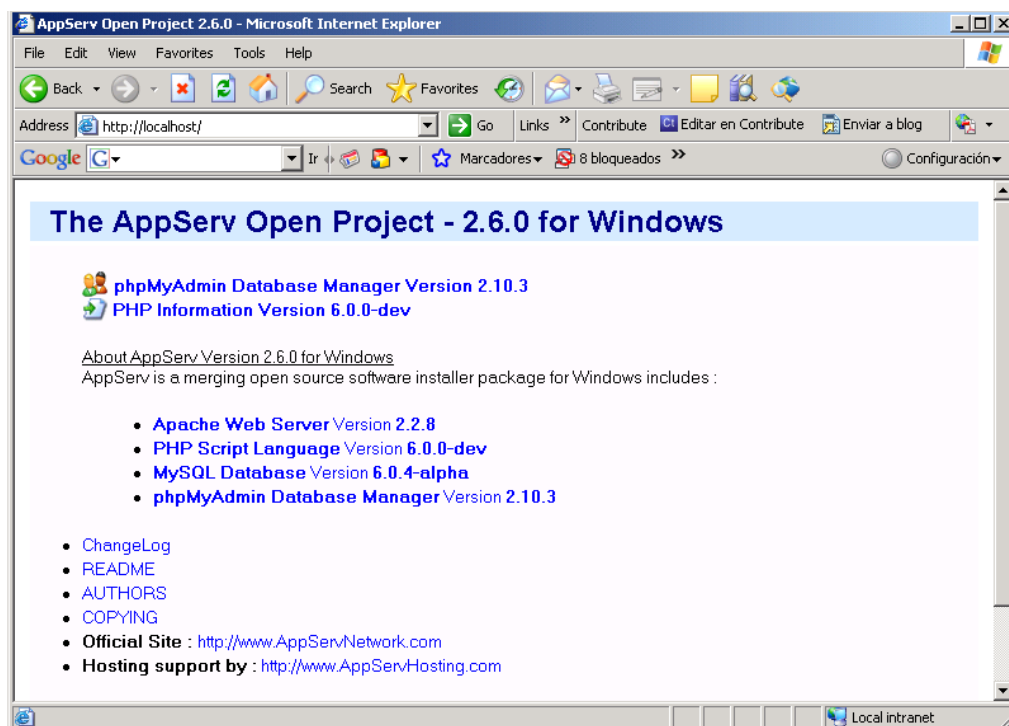 AppServ Open Project 2.6.0 - Microsoft Internet Explorer
File Edit View Favorites Tools Help
Back Search Favorites
Address http://localhost/ Go Links » Contribute Ct Editar en Contribute Enviar a blog
Google G Ir Marcadores 8 bloqueados » Configuración
The AppServ Open Project - 2.6.0 for Windows
phpMyAdmin Database Manager Version 2.10.3
PHP Information Version 6.0.0-dev
About AppServ Version 2.6.0 for Windows
AppServ is a merging open source software installer package for Windows includes :
• Apache Web Server Version 2.2.8
• PHP Script Language Version 6.0.0-dev
• MySQL Database Version 6.0.4-alpha
• phpMyAdmin Database Manager Version 2.10.3
• ChangeLog
• README
• AUTHORS
• COPYING
• Official Site : http://www.AppServNetwork.com
• Hosting support by : http://www.AppServHosting.com
Local intranet